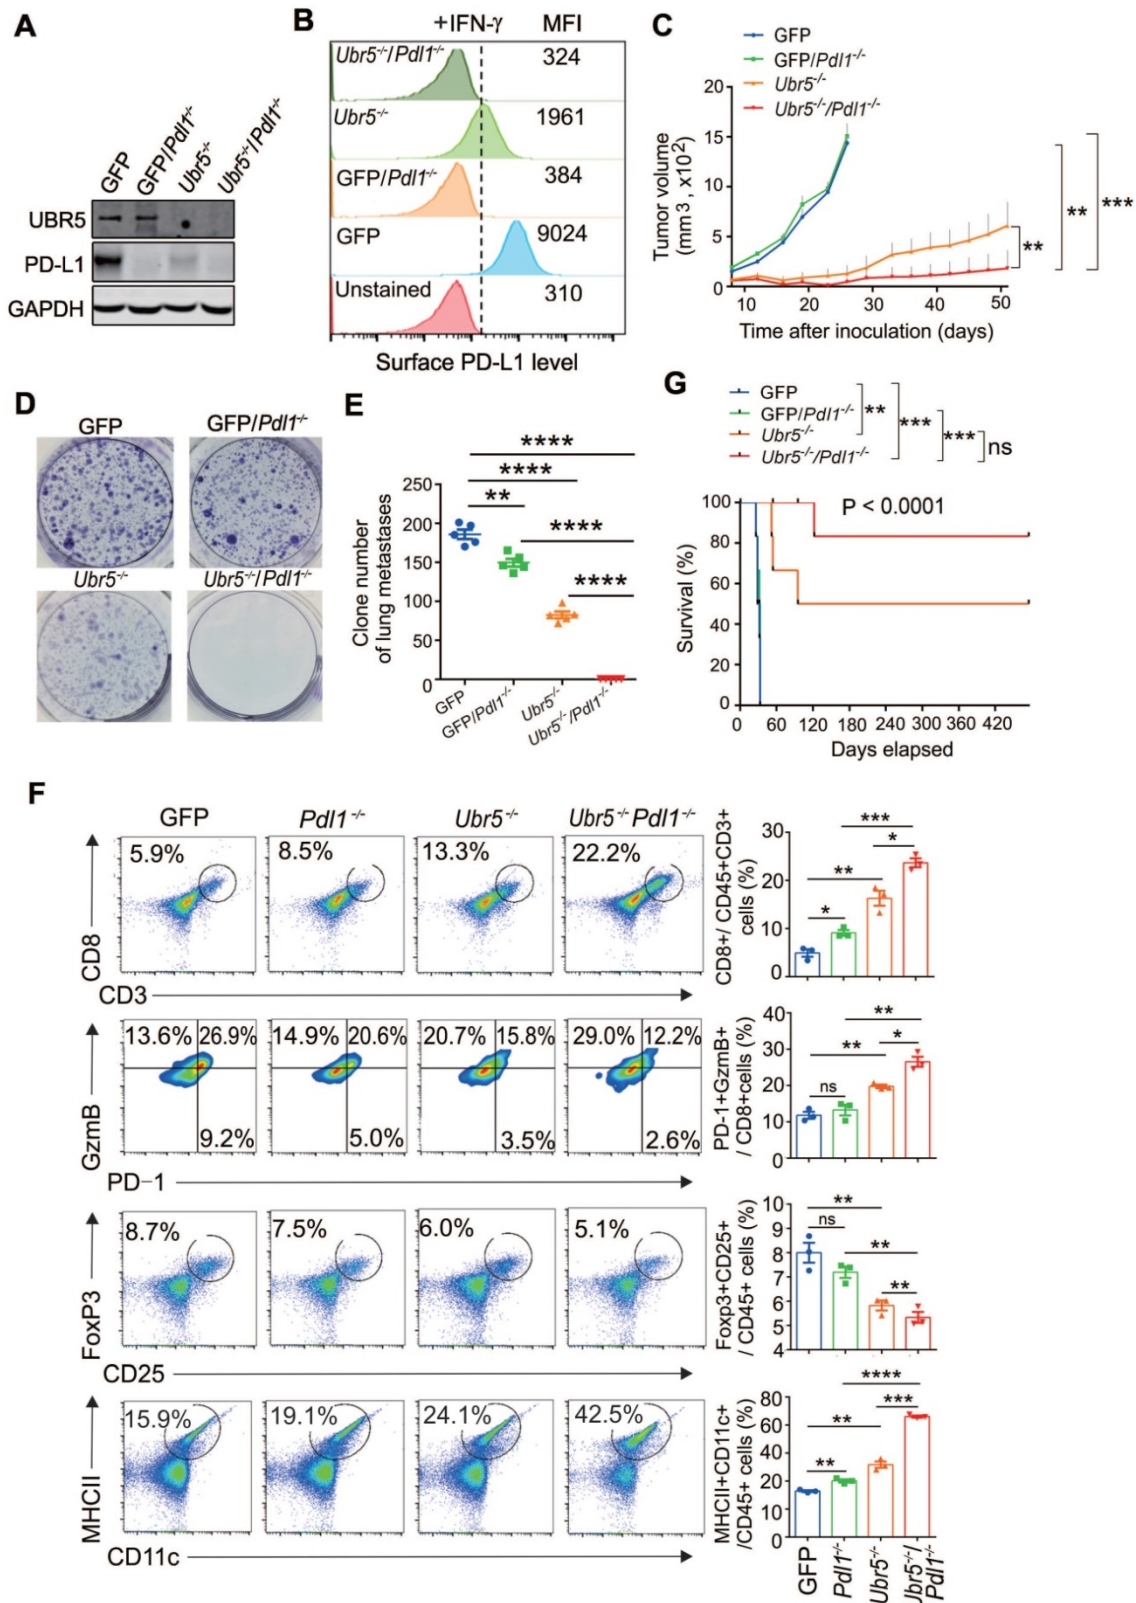 A
GFP
GFP/Pdl1-/-
Ubr5-/-
Ubr5-/-/Pdl1-/-
UBR5
PD-L1
GAPDH
B
+IFN-γ MFI
Ubr5-/-/Pdl1-/- 324
Ubr5-/- 1961
GFP/Pdl1-/- 384
GFP 9024
Unstained 310
Surface PD-L1 level
C
GFP
GFP/Pdl1-/-
Ubr5-/-
Ubr5-/-/Pdl1-/-
Tumor volume
(mm3 , x10²)
20
15
10
5
0
** ** ***
10 20 30 40 50
Time after inoculation (days)
D
GFP GFP/Pdl1-/-
Ubr5-/- Ubr5-/-/Pdl1-/-
E
****
****
**
****
****
Clone number
of lung metastases
250
200
150
100
50
0
GFP
GFP/Pdl1-/-
Ubr5-/-
Ubr5-/-/Pdl1-/-
G
GFP
GFP/Pdl1-/-
Ubr5-/-
Ubr5-/-/Pdl1-/-
** *** *** ns
P < 0.0001
Survival (%)
100
80
60
40
20
0
0 60 120 180 240 300 360 420
Days elapsed
F
GFP Pdl1 -/- Ubr5-/- Ubr5-/- Pdl1-/-
5.9% 8.5% 13.3% 22.2%
CD8
CD3
CD8+/ CD45+CD3+
cells (%)
30
20
10
0
***
*
**
*
13.6% 26.9% 14.9% 20.6% 20.7% 15.8% 29.0% 12.2%
9.2% 5.0% 3.5% 2.6%
GzmB
PD-1
PD-1+GzmB+
/ CD8+cells (%)
40
30
20
10
0
**
**
*
ns
8.7% 7.5% 6.0% 5.1%
FoxP3
CD25
Foxp3+CD25+
/ CD45+ cells (%)
10
9
8
7
6
5
4
**
ns
**
**
15.9% 19.1% 24.1% 42.5%
MHCII
CD11c
MHCII+CD11c+
/CD45+ cells (%)
80
60
40
20
10
0
****
***
**
**
GFP
Pdl1-/-
Ubr5-/-
Ubr5-/-/
Pdl1-/-